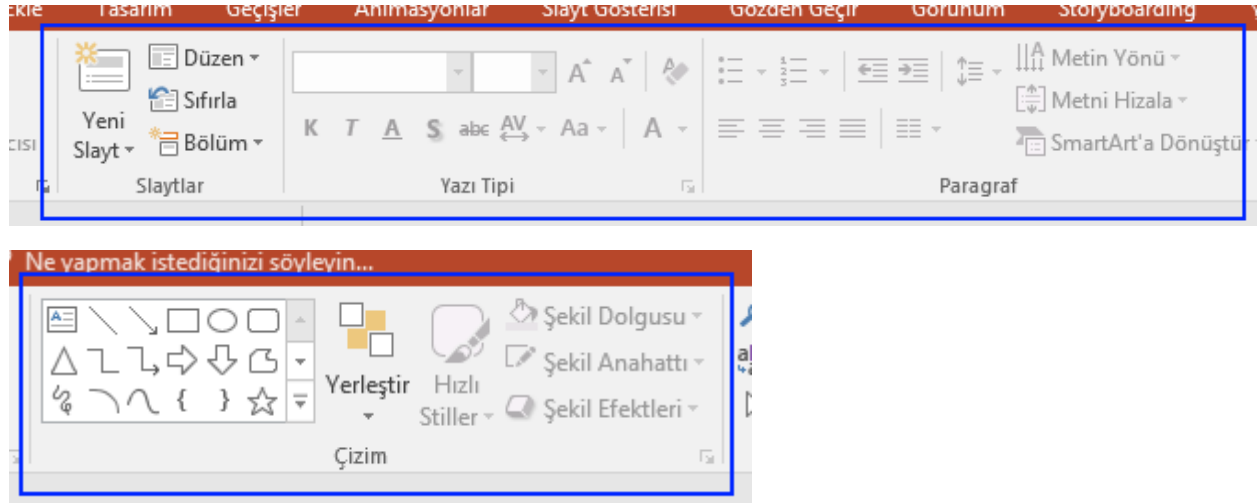 Ekle Tasarım Geçişler Animasyonlar Slayt Gösterisi Gözden Geçir Görünüm Storyboarding
Yeni
Slayt
Düzen
Sıfırla
Bölüm
Slaytlar
K T A S abc AV Aa A
Yazı Tipi
Metin Yönü
Metni Hizala
SmartArt'a Dönüştür
Paragraf
Ne yapmak istediğinizi söyleyin...
Yerleştir
Hızlı
Stiller
Şekil Dolgusu
Şekil Anahattı
Şekil Efektleri
Çizim